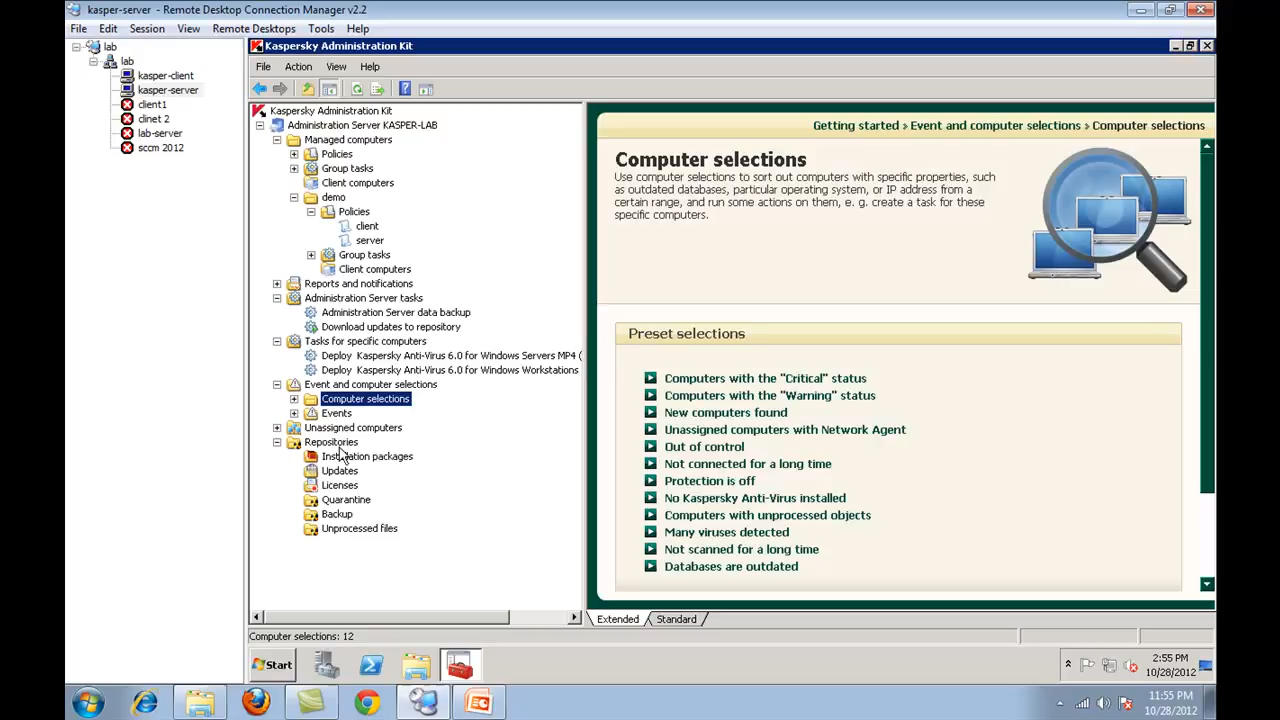 kasper-server - Remote Desktop Connection Manager v2.2
File Edit Session View Remote Desktops Tools Help
lab
lab
kasper-client
kasper-server
client1
clinet 2
lab-server
sccm 2012
Kaspersky Administration Kit
File Action View Help
Kaspersky Administration Kit
Administration Server KASPER-LAB
Managed computers
Policies
Group tasks
Client computers
demo
Policies
client
server
Group tasks
Client computers
Reports and notifications
Administration Server tasks
Administration Server data backup
Download updates to repository
Tasks for specific computers
Deploy Kaspersky Anti-Virus 6.0 for Windows Servers MP4 (
Deploy Kaspersky Anti-Virus 6.0 for Windows Workstations
Event and computer selections
Computer selections
Events
Unassigned computers
Repositories
Installation packages
Updates
Licenses
Quarantine
Backup
Unprocessed files
Getting started › Event and computer selections › Computer selections
Computer selections
Use computer selections to sort out computers with specific properties, such
as outdated databases, particular operating system, or IP address from a
certain range, and run some actions on them, e. g. create a task for these
specific computers.
Preset selections
Computers with the "Critical" status
Computers with the "Warning" status
New computers found
Unassigned computers with Network Agent
Out of control
Not connected for a long time
Protection is off
No Kaspersky Anti-Virus installed
Computers with unprocessed objects
Many viruses detected
Not scanned for a long time
Databases are outdated
Extended Standard
Computer selections: 12
Start
2:55 PM
10/28/2012
11:55 PM
10/28/2012